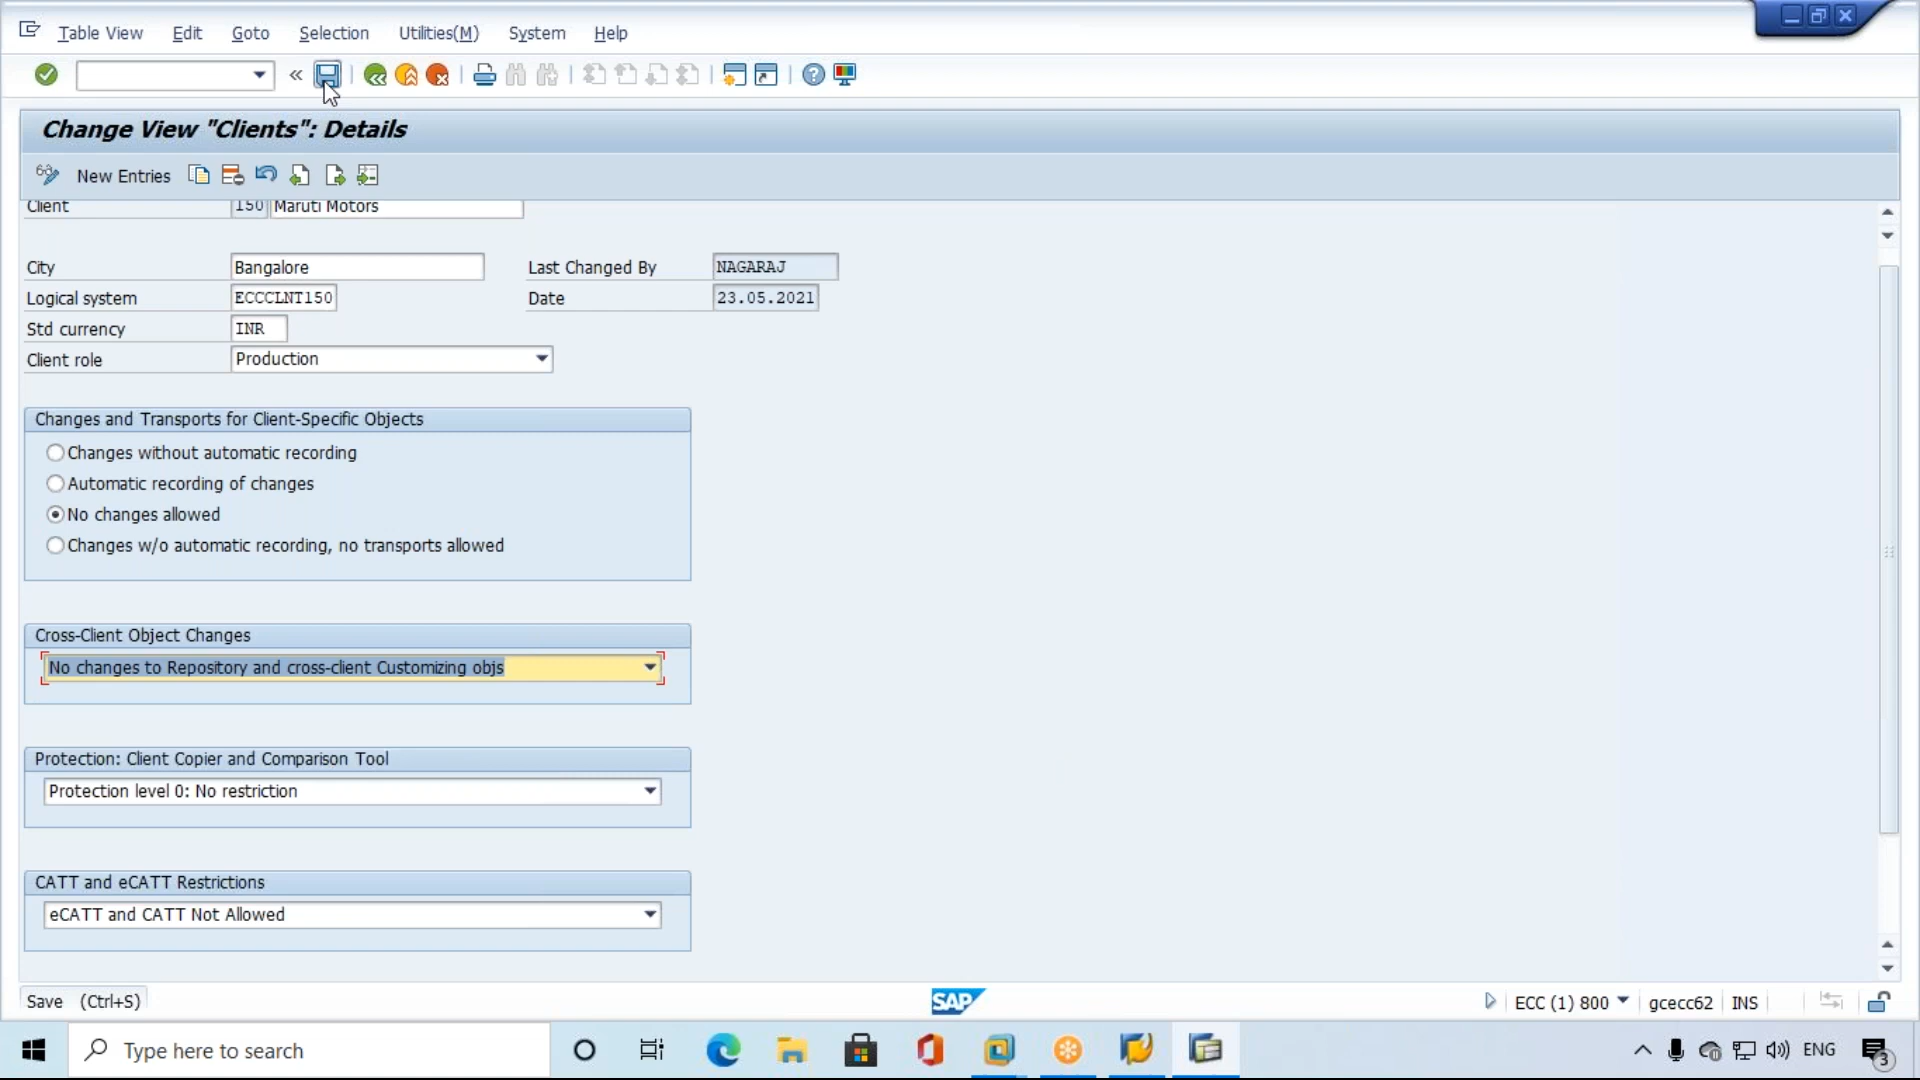 Table View Edit Goto Selection Utilities(M) System Help
Change View "Clients": Details
New Entries
Client 150 Maruti Motors
City Bangalore Last Changed By NAGARAJ
Logical system ECCCLNT150 Date 23.05.2021
Std currency INR
Client role Production
Changes and Transports for Client-Specific Objects
Changes without automatic recording
Automatic recording of changes
No changes allowed
Changes w/o automatic recording, no transports allowed
Cross-Client Object Changes
No changes to Repository and cross-client Customizing objs
Protection: Client Copier and Comparison Tool
Protection level 0: No restriction
CATT and eCATT Restrictions
eCATT and CATT Not Allowed
Save (Ctrl+S) SAP ECC (1) 800 gcecc62 INS
Type here to search ENG 3